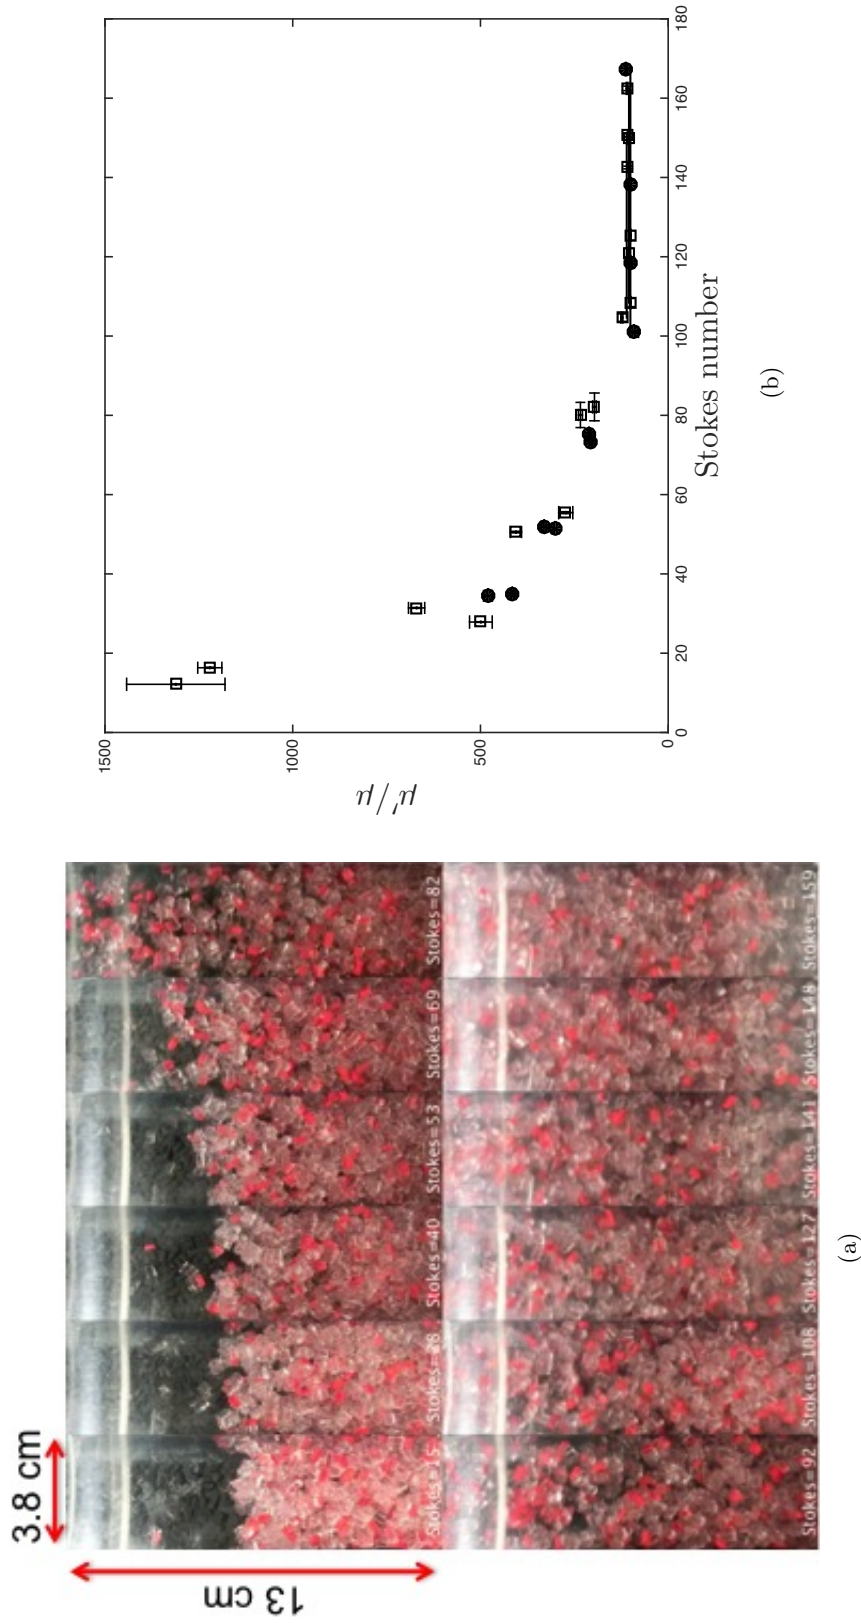 3.8 cm
13 cm
Stokes=15 Stokes=28 Stokes=40 Stokes=53 Stokes=69 Stokes=82
Stokes=92 Stokes=108 Stokes=127 Stokes=141 Stokes=148 Stokes=159
(a)
1500
1000
500
0
μ′/μ
0 20 40 60 80 100 120 140 160 180
Stokes number
(b)